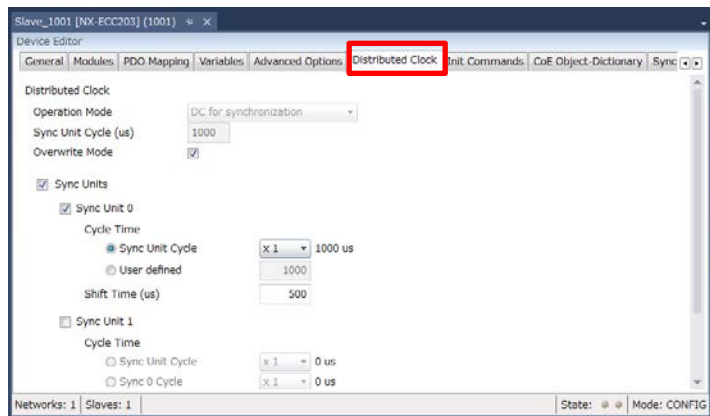 Slave_1001 [NX-ECC203] (1001)
Device Editor
General Modules PDO Mapping Variables Advanced Options Distributed Clock Init Commands CoE Object-Dictionary Sync
Distributed Clock
Operation Mode DC for synchronization
Sync Unit Cycle (us) 1000
Overwrite Mode
Sync Units
Sync Unit 0
Cycle Time
Sync Unit Cycle x 1 1000 us
User defined 1000
Shift Time (us) 500
Sync Unit 1
Cycle Time
Sync Unit Cycle x 1 0 us
Sync 0 Cycle x 1 0 us
Networks: 1 Slaves: 1 State: Mode: CONFIG